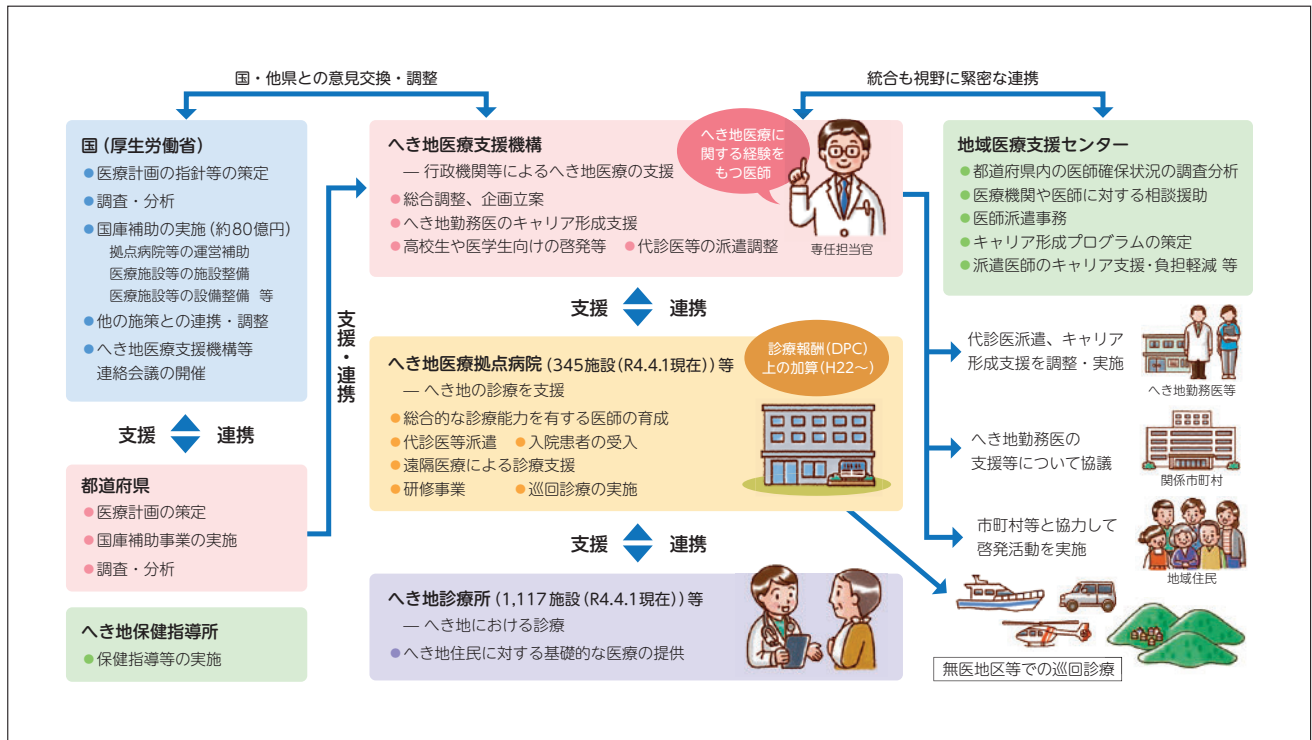 国・他県との意見交換・調整
統合も視野に緊密な連携
国（厚生労働省）
●医療計画の指針等の策定
●調査・分析
●国庫補助の実施（約80億円）
拠点病院等の運営補助
医療施設等の施設整備
医療施設等の設備整備 等
●他の施策との連携・調整
●へき地医療支援機構等
連絡会議の開催
支援 連携
都道府県
●医療計画の策定
●国庫補助事業の実施
●調査・分析
へき地保健指導所
●保健指導等の実施
支援・連携
へき地医療支援機構
― 行政機関等によるへき地医療の支援
●総合調整、企画立案
●へき地勤務医のキャリア形成支援
●高校生や医学生向けの啓発等 ●代診医等の派遣調整
へき地医療に
関する経験を
もつ医師
専任担当官
支援 連携
へき地医療拠点病院（345施設（R4.4.1現在））等
― へき地の診療を支援
●総合的な診療能力を有する医師の育成
●代診医等派遣 ●入院患者の受入
●遠隔医療による診療支援
●研修事業 ●巡回診療の実施
診療報酬（DPC）
上の加算（H22～）
支援 連携
へき地診療所（1,117施設（R4.4.1現在））等
― へき地における診療
●へき地住民に対する基礎的な医療の提供
地域医療支援センター
●都道府県内の医師確保状況の調査分析
●医療機関や医師に対する相談援助
●医師派遣事務
●キャリア形成プログラムの策定
●派遣医師のキャリア支援・負担軽減 等
代診医派遣、キャリア
形成支援を調整・実施
へき地勤務医等
へき地勤務医の
支援等について協議
関係市町村
市町村等と協力して
啓発活動を実施
地域住民
無医地区等での巡回診療